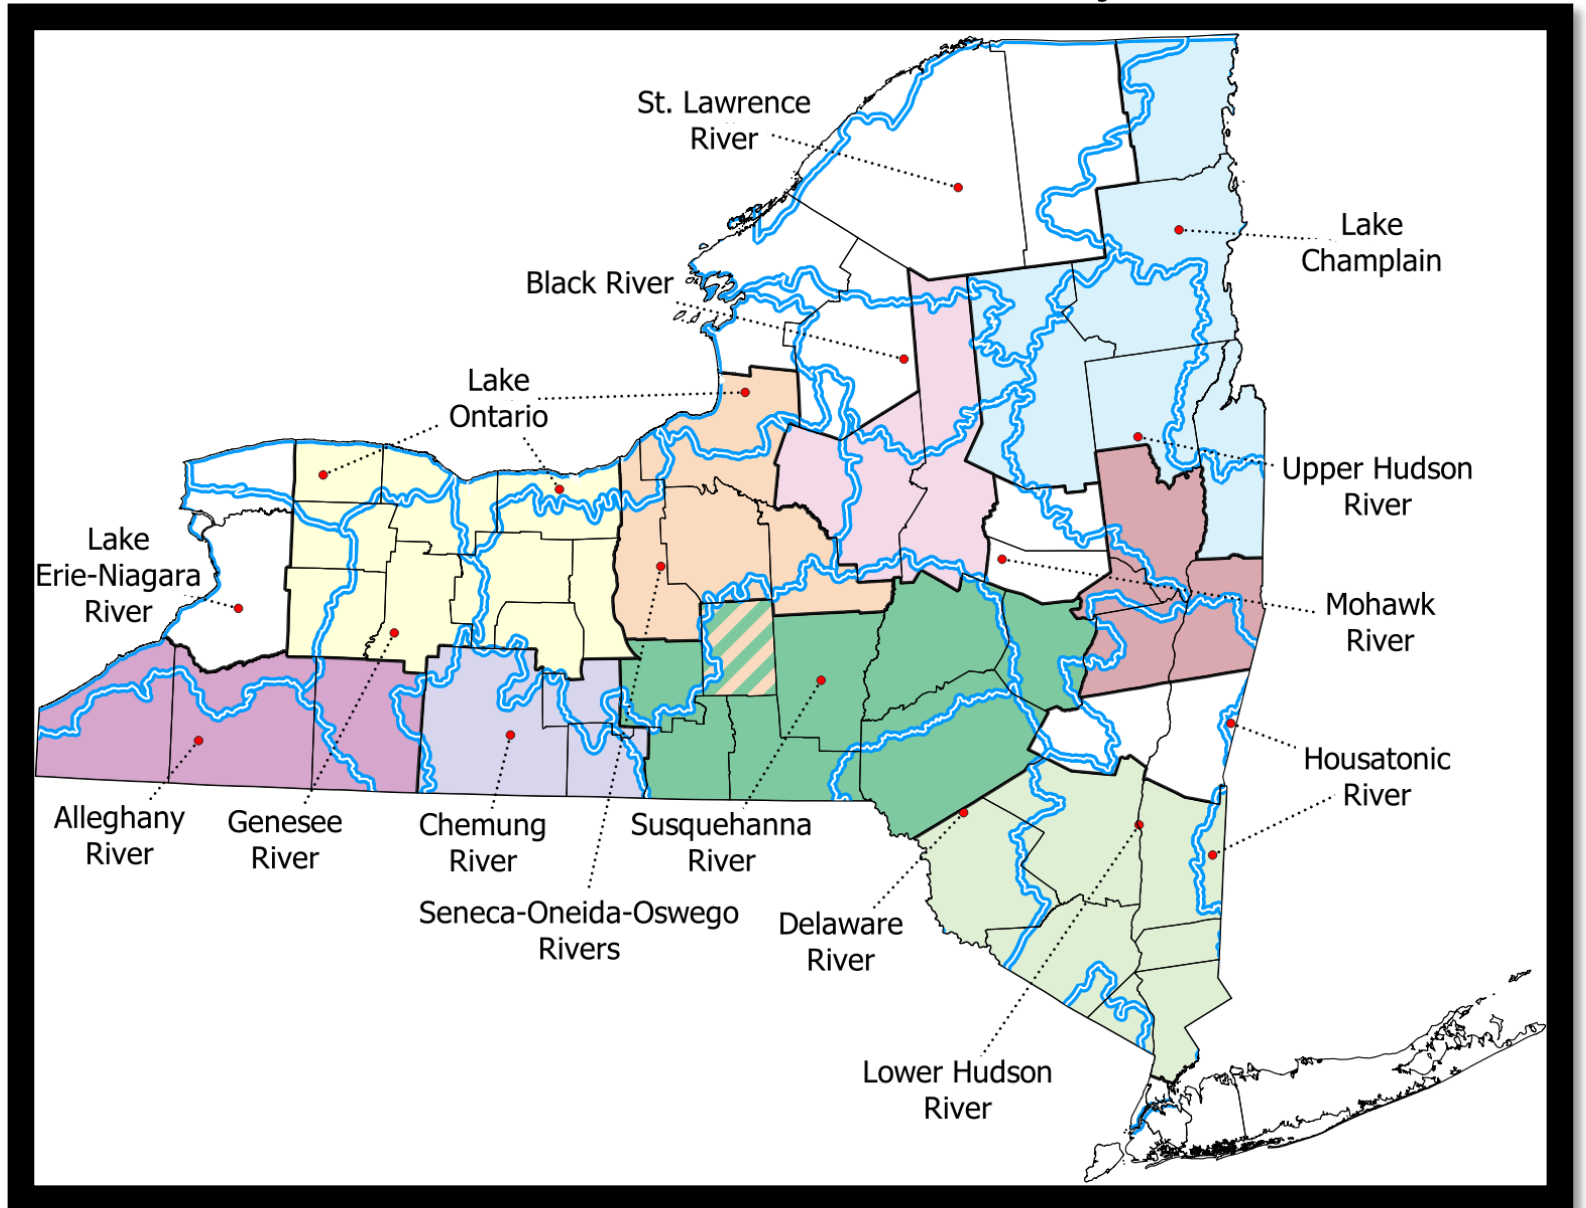 St. Lawrence
River
Lake
Champlain
Black River
Lake
Ontario
Upper Hudson
River
Lake
Erie-Niagara
River
Mohawk
River
Housatonic
River
Alleghany
River
Genesee
River
Chemung
River
Susquehanna
River
Seneca-Oneida-Oswego
Rivers
Delaware
River
Lower Hudson
River